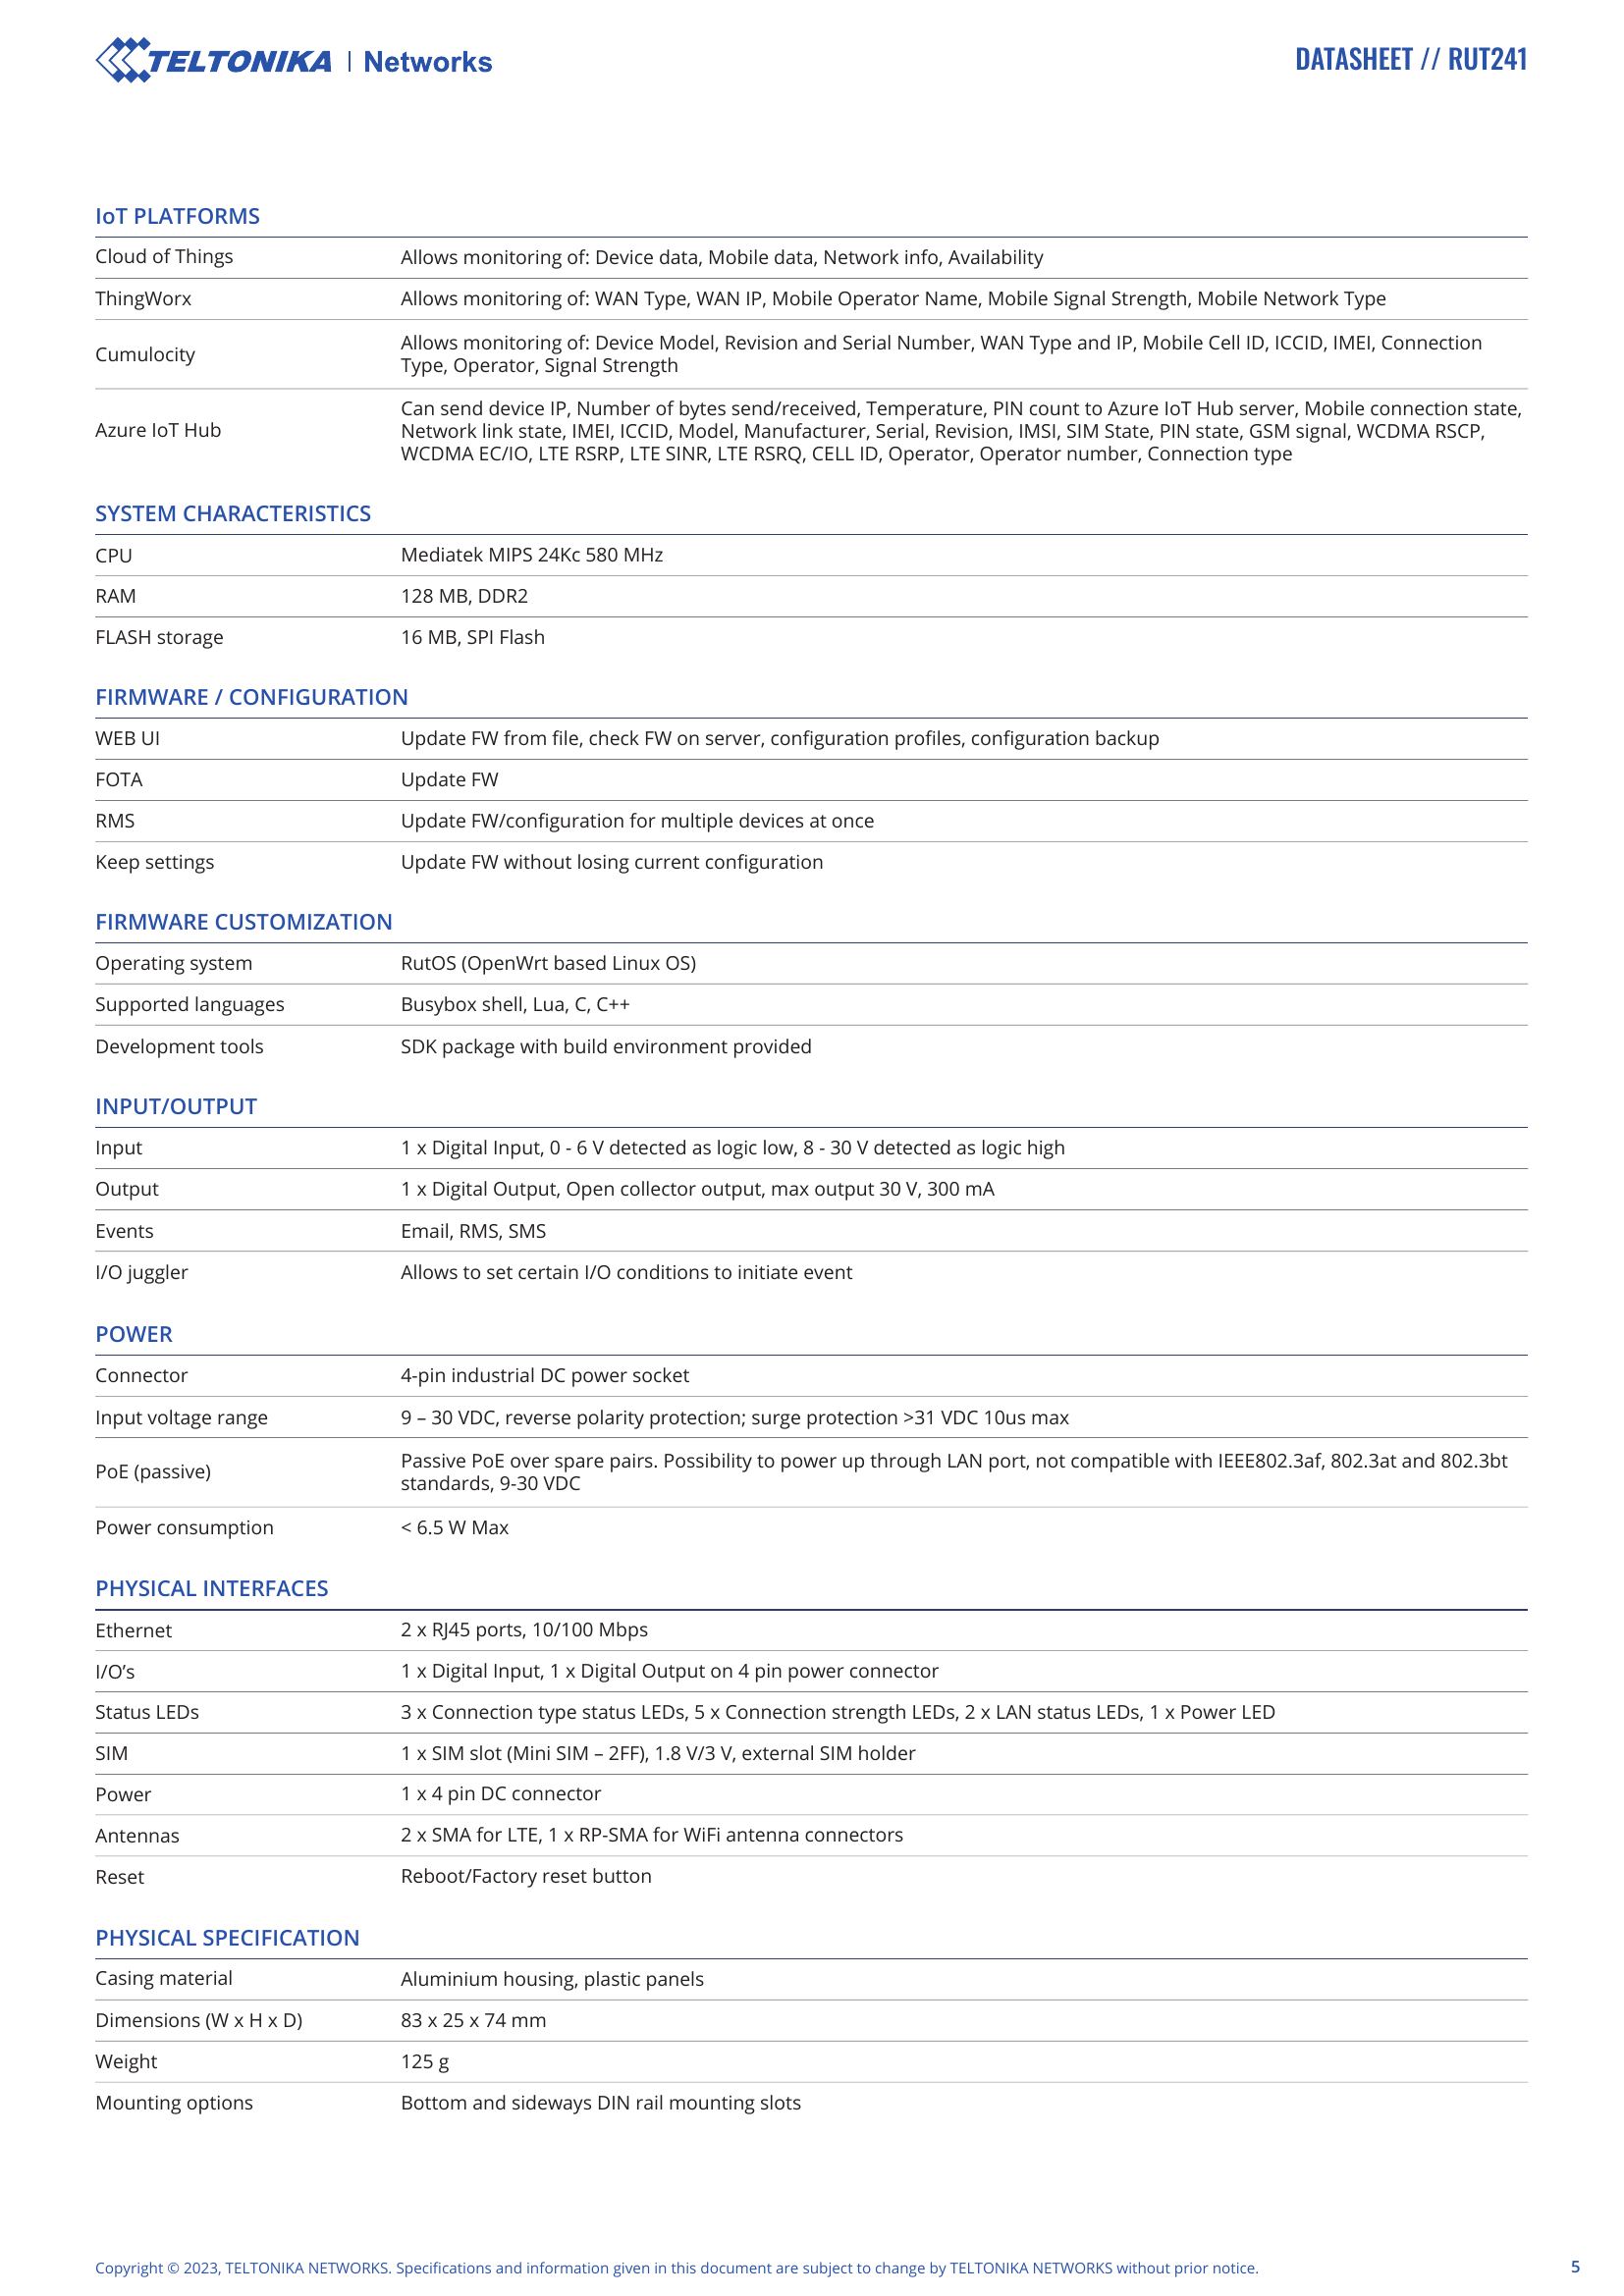 TELTONIKA | Networks
DATASHEET // RUT241
IoT PLATFORMS
Cloud of Things Allows monitoring of: Device data, Mobile data, Network info, Availability
ThingWorx Allows monitoring of: WAN Type, WAN IP, Mobile Operator Name, Mobile Signal Strength, Mobile Network Type
Cumulocity Allows monitoring of: Device Model, Revision and Serial Number, WAN Type and IP, Mobile Cell ID, ICCID, IMEI, Connection
Type, Operator, Signal Strength
Azure IoT Hub Can send device IP, Number of bytes send/received, Temperature, PIN count to Azure IoT Hub server, Mobile connection state,
Network link state, IMEI, ICCID, Model, Manufacturer, Serial, Revision, IMSI, SIM State, PIN state, GSM signal, WCDMA RSCP,
WCDMA EC/IO, LTE RSRP, LTE SINR, LTE RSRQ, CELL ID, Operator, Operator number, Connection type
SYSTEM CHARACTERISTICS
CPU Mediatek MIPS 24Kc 580 MHz
RAM 128 MB, DDR2
FLASH storage 16 MB, SPI Flash
FIRMWARE / CONFIGURATION
WEB UI Update FW from file, check FW on server, configuration profiles, configuration backup
FOTA Update FW
RMS Update FW/configuration for multiple devices at once
Keep settings Update FW without losing current configuration
FIRMWARE CUSTOMIZATION
Operating system RutOS (OpenWrt based Linux OS)
Supported languages Busybox shell, Lua, C, C++
Development tools SDK package with build environment provided
INPUT/OUTPUT
Input 1 x Digital Input, 0 - 6 V detected as logic low, 8 - 30 V detected as logic high
Output 1 x Digital Output, Open collector output, max output 30 V, 300 mA
Events Email, RMS, SMS
I/O juggler Allows to set certain I/O conditions to initiate event
POWER
Connector 4-pin industrial DC power socket
Input voltage range 9 – 30 VDC, reverse polarity protection; surge protection >31 VDC 10us max
PoE (passive) Passive PoE over spare pairs. Possibility to power up through LAN port, not compatible with IEEE802.3af, 802.3at and 802.3bt
standards, 9-30 VDC
Power consumption < 6.5 W Max
PHYSICAL INTERFACES
Ethernet 2 x RJ45 ports, 10/100 Mbps
I/O’s 1 x Digital Input, 1 x Digital Output on 4 pin power connector
Status LEDs 3 x Connection type status LEDs, 5 x Connection strength LEDs, 2 x LAN status LEDs, 1 x Power LED
SIM 1 x SIM slot (Mini SIM – 2FF), 1.8 V/3 V, external SIM holder
Power 1 x 4 pin DC connector
Antennas 2 x SMA for LTE, 1 x RP-SMA for WiFi antenna connectors
Reset Reboot/Factory reset button
PHYSICAL SPECIFICATION
Casing material Aluminium housing, plastic panels
Dimensions (W x H x D) 83 x 25 x 74 mm
Weight 125 g
Mounting options Bottom and sideways DIN rail mounting slots
Copyright © 2023, TELTONIKA NETWORKS. Specifications and information given in this document are subject to change by TELTONIKA NETWORKS without prior notice.
5